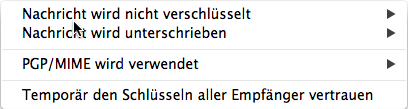 Nachricht wird nicht verschlüsselt
Nachricht wird unterschrieben
PGP/MIME wird verwendet
Temporär den Schlüsseln aller Empfänger vertrauen